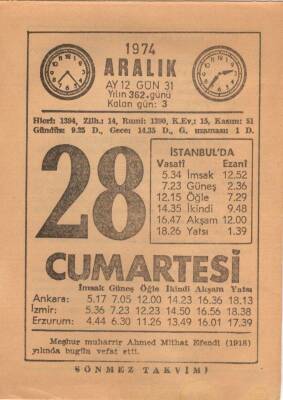 1974
ARALIK
AY 12 GÜN 31
Yılın 362.günü
Kalan gün: 3
Hicri: 1394, Zilh.: 14, Rumi: 1390, K.Ev.: 15, Kasım: 51
Gündüz: 9.25 D., Gece: 14.35 D., G. uzaması: 1 D.
28
İSTANBUL'DA
Vasatî Ezanî
5.34 İmsak 12.52
7.23 Güneş 2.36
12.15 Öğle 7.29
14.35 İkindi 9.48
16.47 Akşam 12.00
18.26 Yatsı 1.39
CUMARTESİ
İmsak Güneş Öğle İkindi Akşam Yatsı
Ankara: 5.17 7.05 12.00 14.23 16.36 18.13
İzmir: 5.36 7.23 12.23 14.50 16.56 18.38
Erzurum: 4.44 6.30 11.26 13.49 16.01 17.39
Meşhur muharrir Ahmed Mithat Efendi (1918)
yılında bugün vefat etti.
SÖNMEZ TAKVİMİ